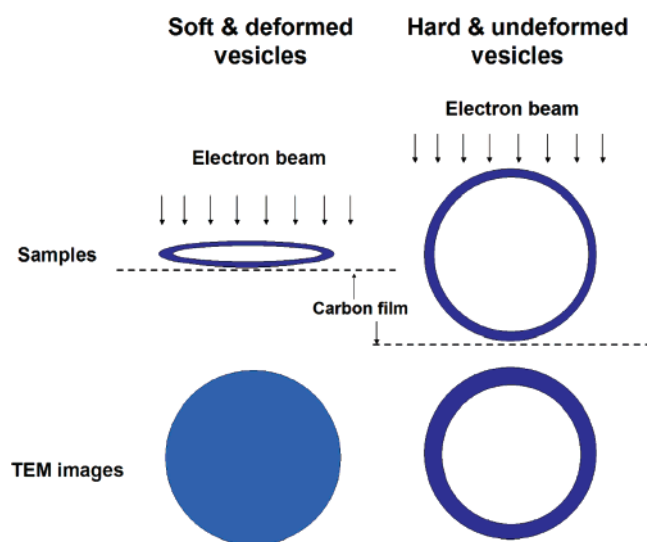 Soft & deformed
vesicles
Hard & undeformed
vesicles
Electron beam
Electron beam
Samples
Carbon film
TEM images